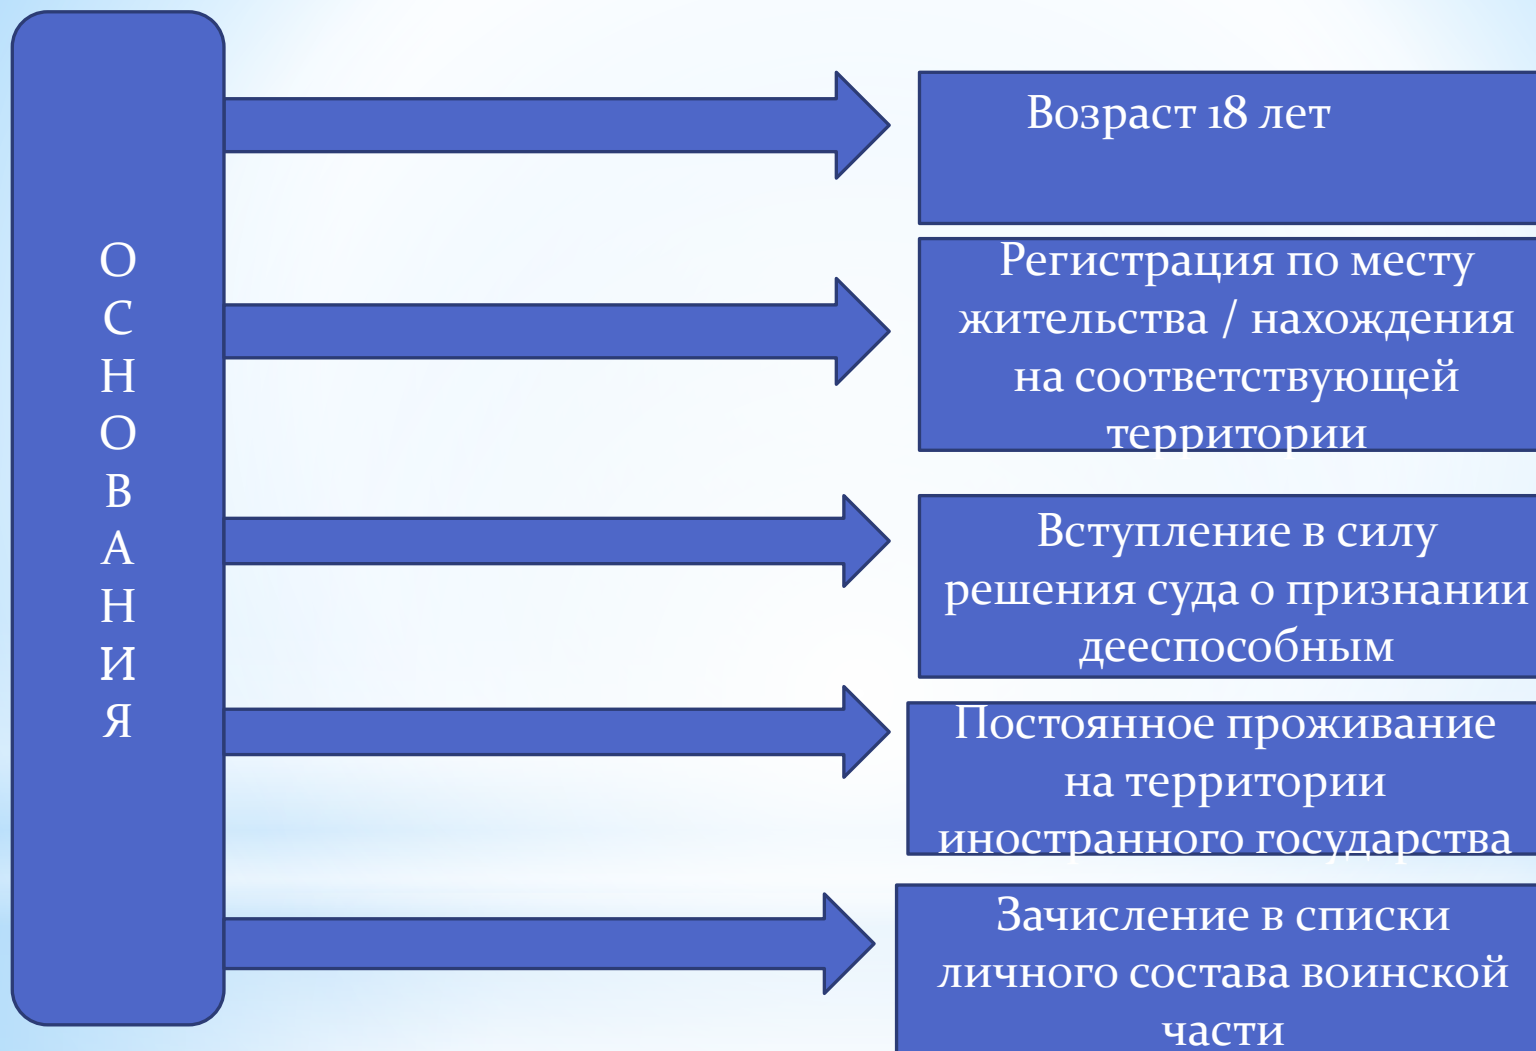 О
С
Н
О
В
А
Н
И
Я
Возраст 18 лет
Регистрация по месту
жительства / нахождения
на соответствующей
территории
Вступление в силу
решения суда о признании
дееспособным
Постоянное проживание
на территории
иностранного государства
Зачисление в списки
личного состава воинской
части